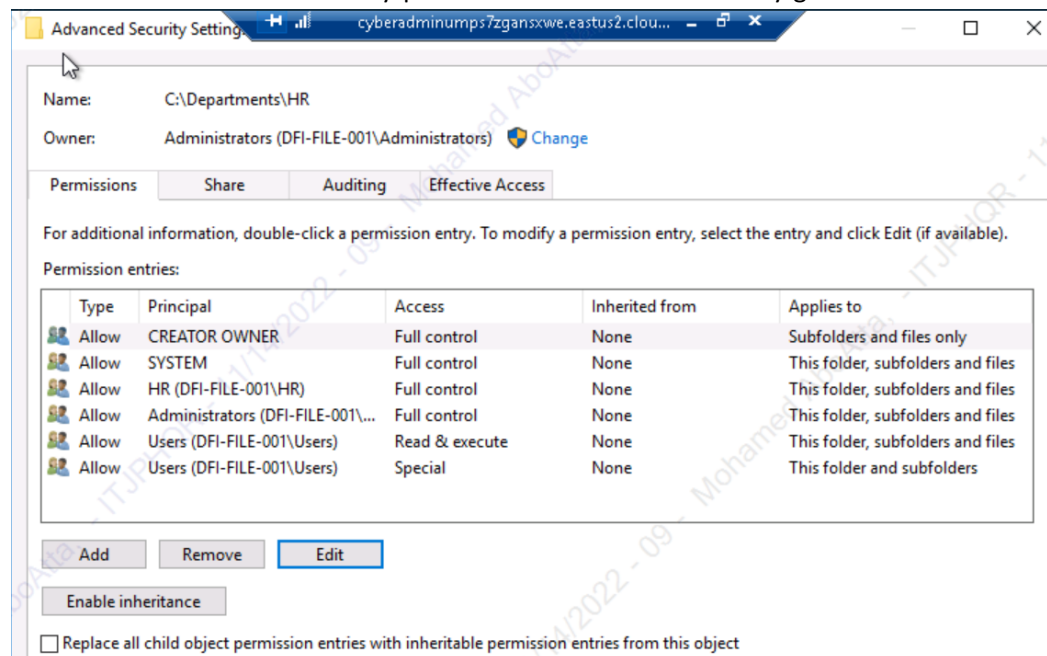 Advanced Security Setting
cyberadminumps7zgansxwe.eastus2.clou...
Name: C:\Departments\HR
Owner: Administrators (DFI-FILE-001\Administrators) Change
Permissions Share Auditing Effective Access
For additional information, double-click a permission entry. To modify a permission entry, select the entry and click Edit (if available).
Permission entries:
Type Principal Access Inherited from Applies to
Allow CREATOR OWNER Full control None Subfolders and files only
Allow SYSTEM Full control None This folder, subfolders and files
Allow HR (DFI-FILE-001\HR) Full control None This folder, subfolders and files
Allow Administrators (DFI-FILE-001\... Full control None This folder, subfolders and files
Allow Users (DFI-FILE-001\Users) Read & execute None This folder, subfolders and files
Allow Users (DFI-FILE-001\Users) Special None This folder and subfolders
Add Remove Edit
Enable inheritance
Replace all child object permission entries with inheritable permission entries from this object